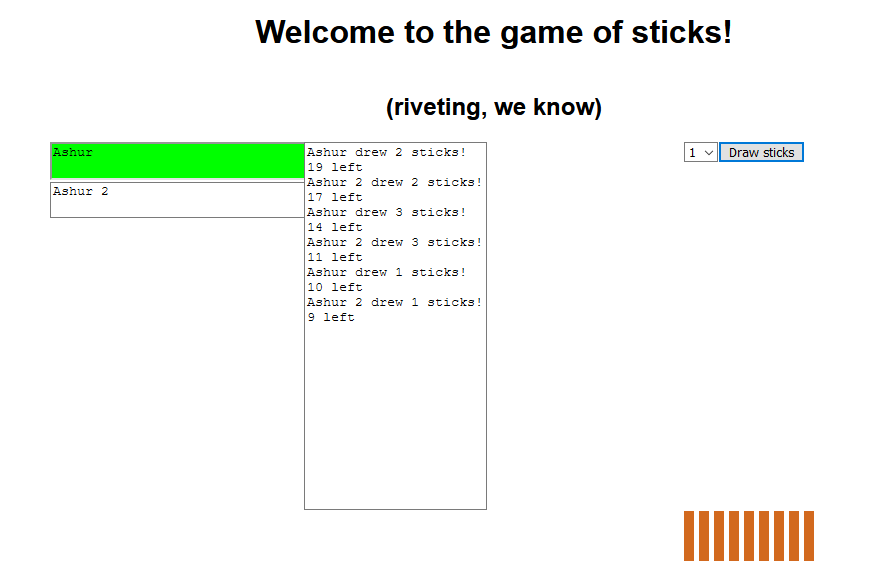 Welcome to the game of sticks!
(riveting, we know)
Ashur
Ashur 2
Ashur drew 2 sticks!
19 left
Ashur 2 drew 2 sticks!
17 left
Ashur drew 3 sticks!
14 left
Ashur 2 drew 3 sticks!
11 left
Ashur drew 1 sticks!
10 left
Ashur 2 drew 1 sticks!
9 left
1
Draw sticks